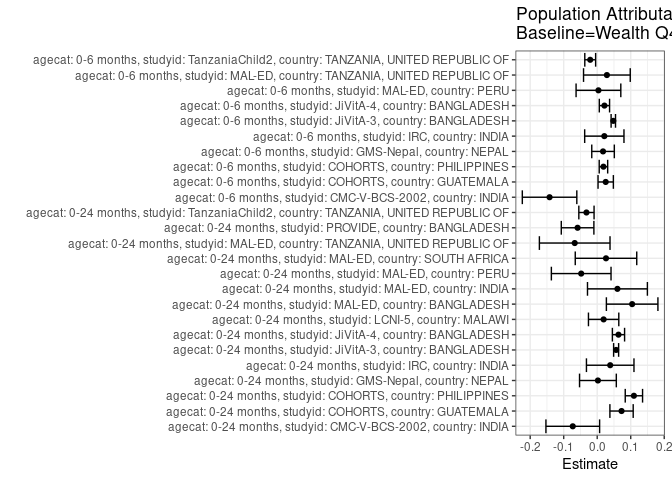 Population Attributa
Baseline=Wealth Q4
agecat: 0-6 months, studyid: TanzaniaChild2, country: TANZANIA, UNITED REPUBLIC OF
agecat: 0-6 months, studyid: MAL-ED, country: TANZANIA, UNITED REPUBLIC OF
agecat: 0-6 months, studyid: MAL-ED, country: PERU
agecat: 0-6 months, studyid: JiVitA-4, country: BANGLADESH
agecat: 0-6 months, studyid: JiVitA-3, country: BANGLADESH
agecat: 0-6 months, studyid: IRC, country: INDIA
agecat: 0-6 months, studyid: GMS-Nepal, country: NEPAL
agecat: 0-6 months, studyid: COHORTS, country: PHILIPPINES
agecat: 0-6 months, studyid: COHORTS, country: GUATEMALA
agecat: 0-6 months, studyid: CMC-V-BCS-2002, country: INDIA
agecat: 0-24 months, studyid: TanzaniaChild2, country: TANZANIA, UNITED REPUBLIC OF
agecat: 0-24 months, studyid: PROVIDE, country: BANGLADESH
agecat: 0-24 months, studyid: MAL-ED, country: TANZANIA, UNITED REPUBLIC OF
agecat: 0-24 months, studyid: MAL-ED, country: SOUTH AFRICA
agecat: 0-24 months, studyid: MAL-ED, country: PERU
agecat: 0-24 months, studyid: MAL-ED, country: INDIA
agecat: 0-24 months, studyid: MAL-ED, country: BANGLADESH
agecat: 0-24 months, studyid: LCNI-5, country: MALAWI
agecat: 0-24 months, studyid: JiVitA-4, country: BANGLADESH
agecat: 0-24 months, studyid: JiVitA-3, country: BANGLADESH
agecat: 0-24 months, studyid: IRC, country: INDIA
agecat: 0-24 months, studyid: GMS-Nepal, country: NEPAL
agecat: 0-24 months, studyid: COHORTS, country: PHILIPPINES
agecat: 0-24 months, studyid: COHORTS, country: GUATEMALA
agecat: 0-24 months, studyid: CMC-V-BCS-2002, country: INDIA
-0.2 -0.1 0.0 0.1 0.2
Estimate